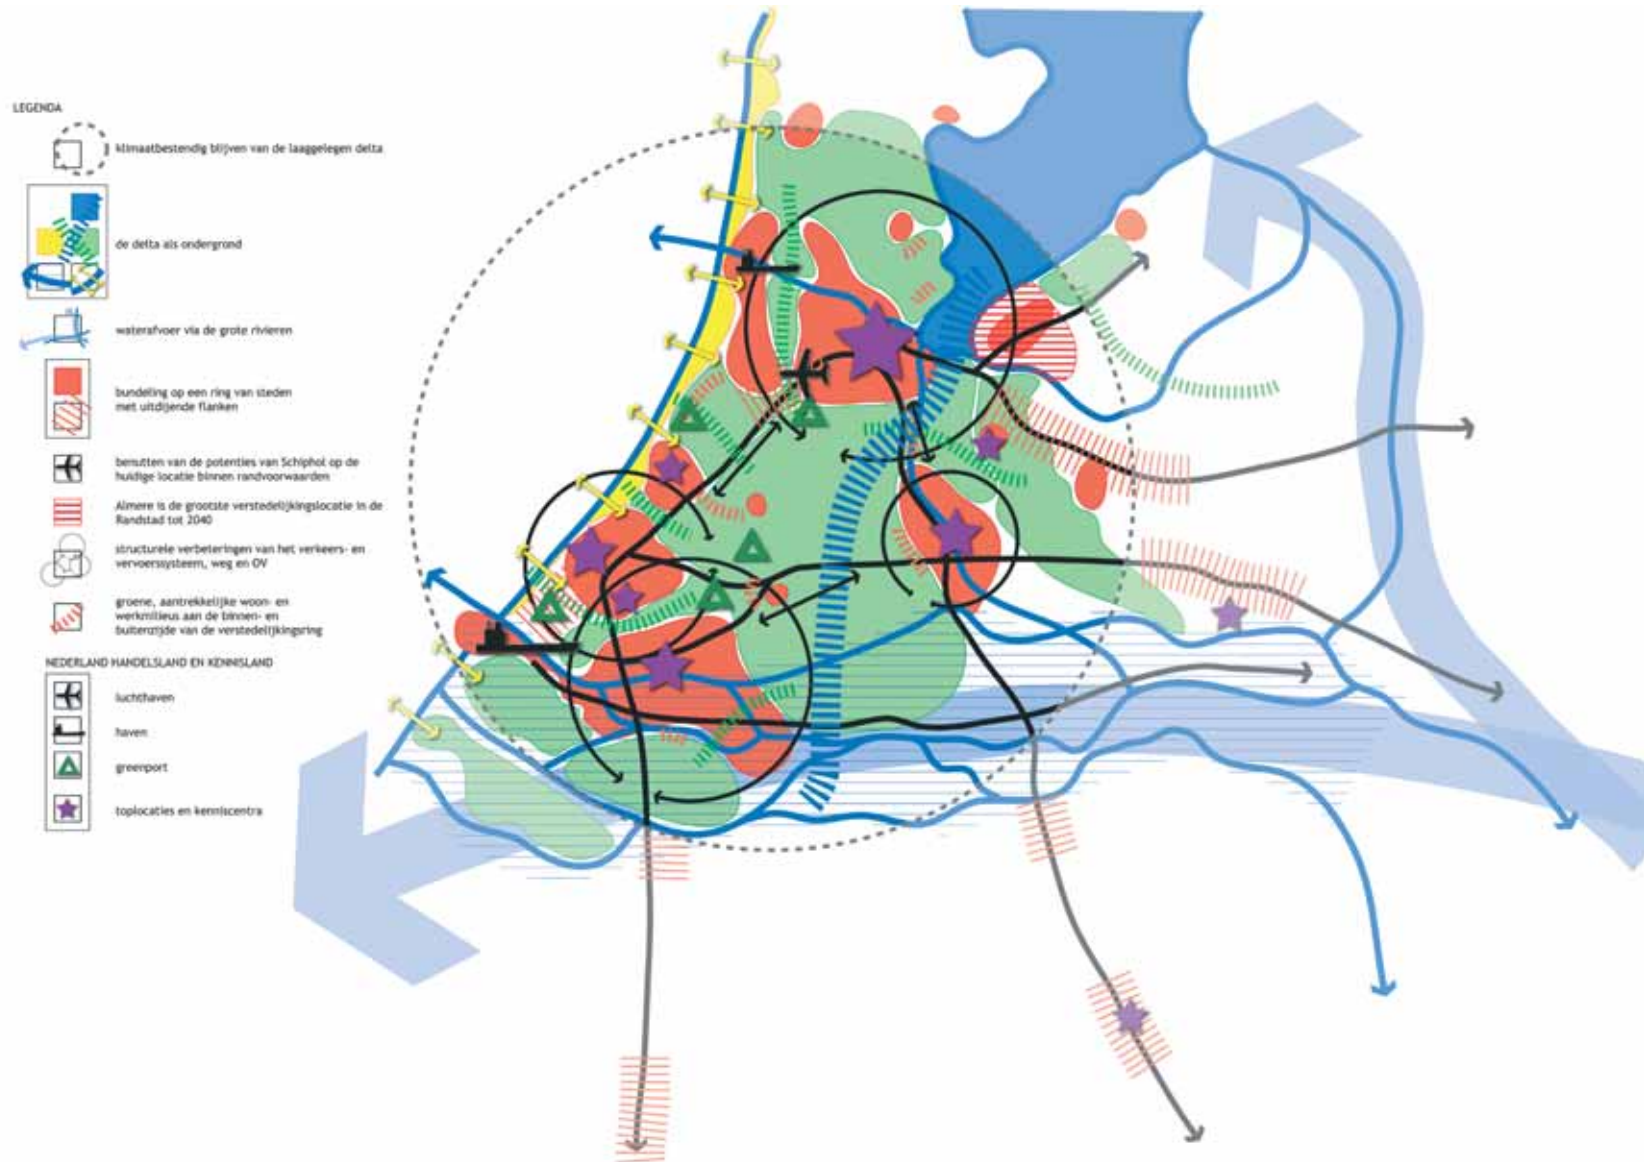 LEGENDA
klimaatbestendig blijven van de laaggelegen delta
de delta als ondergrond
waterafvoer via de grote rivieren
bundeling op een ring van steden
met uitdijende flanken
benutten van de potenties van Schiphol op de
huidige locatie binnen randvoorwaarden
Almere is de grootste verstedelijkingslocatie in de
Randstad tot 2040
structurele verbeteringen van het verkeers- en
vervoerssysteem, weg en OV
groene, aantrekkelijke woon- en
werkmilieus aan de binnen- en
buitenzijde van de verstedelijkingsring
NEDERLAND HANDELSLAND EN KENNISLAND
luchthaven
haven
greenport
toplocaties en kenniscentra